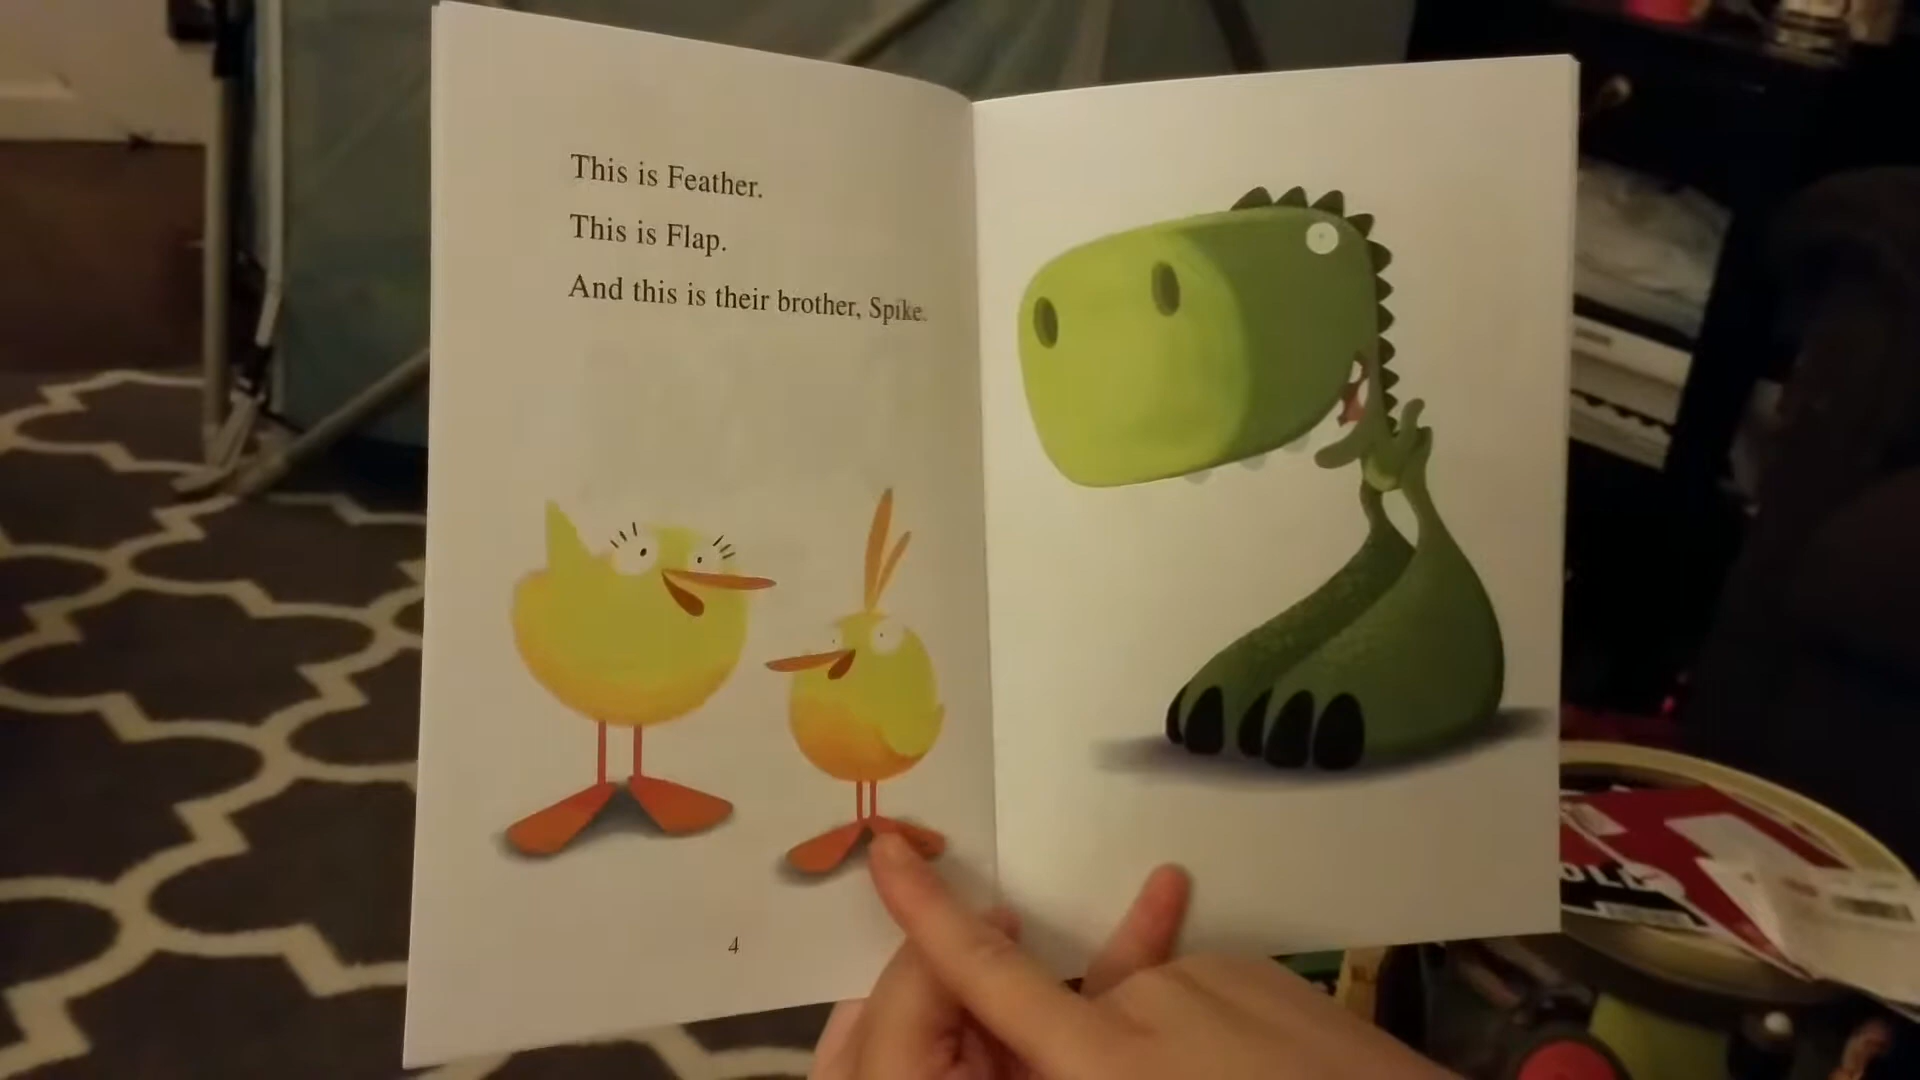 This is Feather.
This is Flap.
And this is their brother, Spike.
4